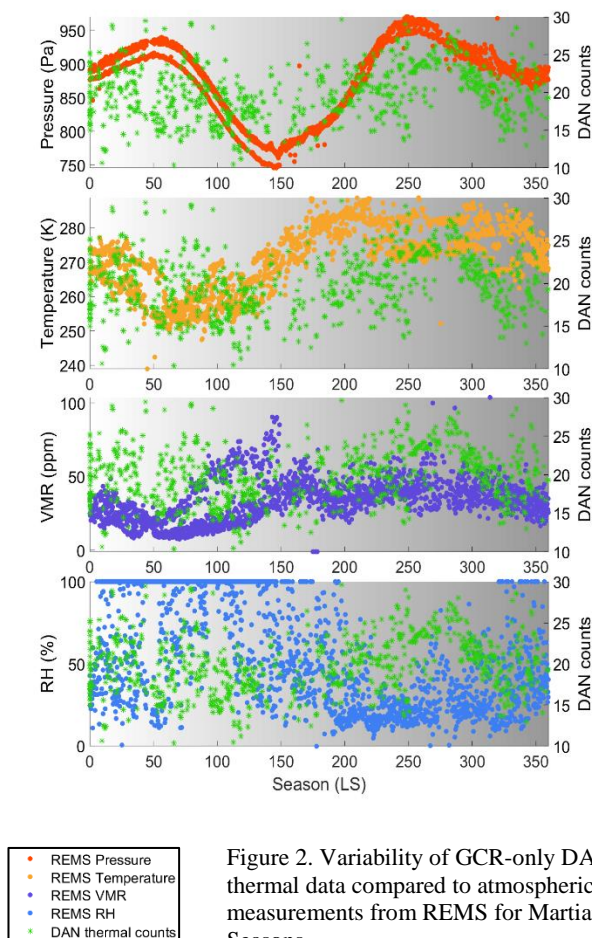 950
900
850
800
750
Pressure (Pa)
30
25
20
15
10
DAN counts
0 50 100 150 200 250 300 350
280
270
260
250
240
Temperature (K)
30
25
20
15
10
DAN counts
0 50 100 150 200 250 300 350
100
50
0
VMR (ppm)
30
25
20
15
10
DAN counts
0 50 100 150 200 250 300 350
100
50
0
RH (%)
30
25
20
15
10
DAN counts
0 50 100 150 200 250 300 350
Season (LS)
REMS Pressure
REMS Temperature
REMS VMR
REMS RH
DAN thermal counts
Figure 2. Variability of GCR-only DA
thermal data compared to atmospheric
measurements from REMS for Martia